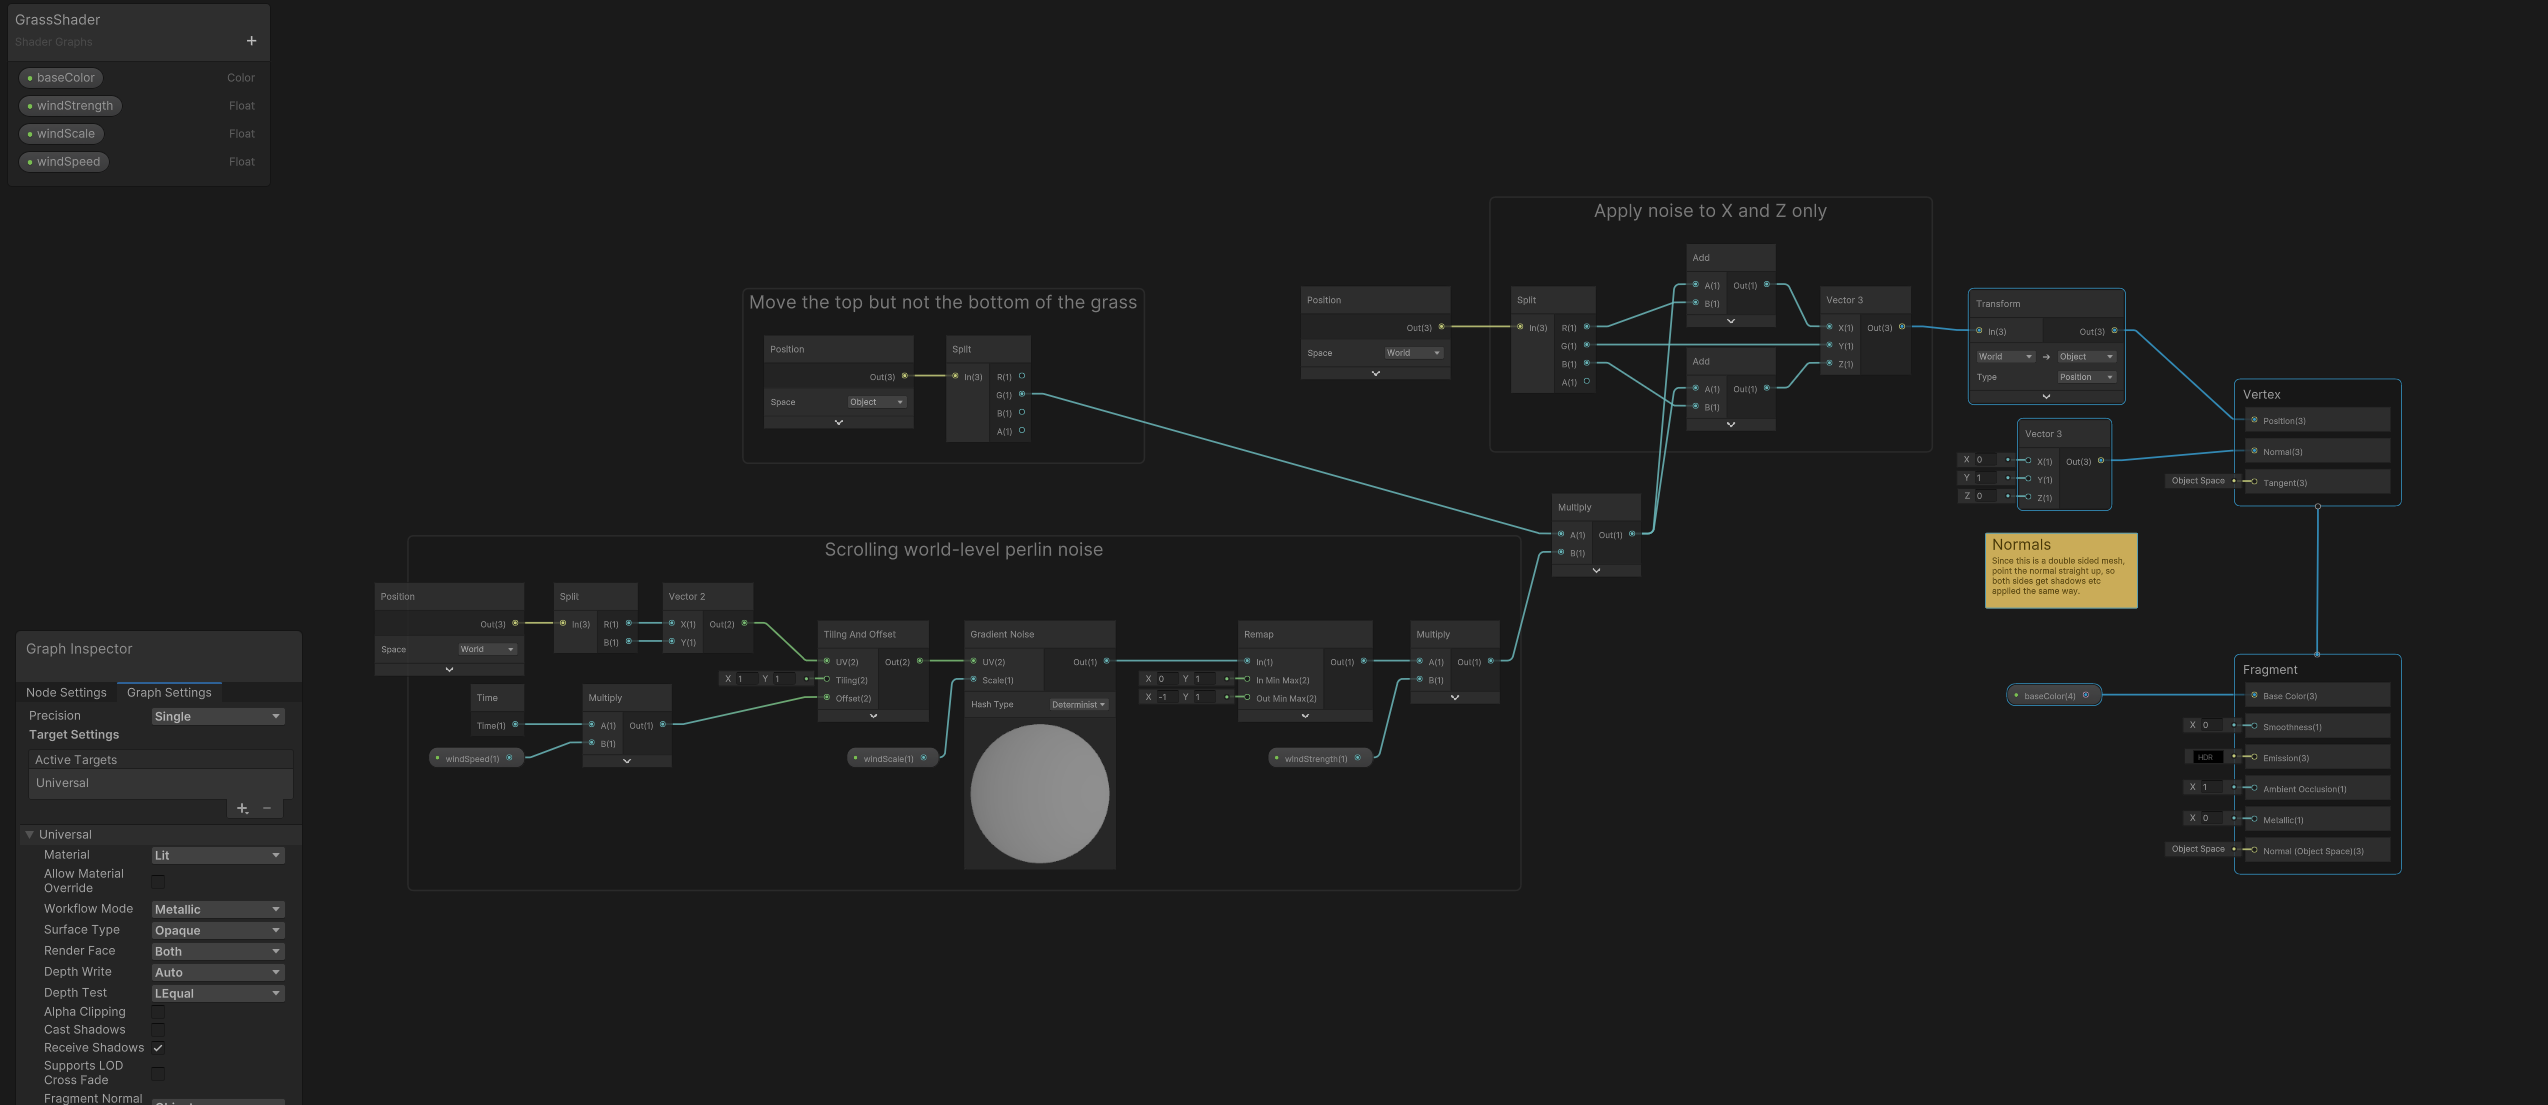 GrassShader
Shader Graphs
+
baseColor Color
windStrength Float
windScale Float
windSpeed Float
Apply noise to X and Z only
Add
A(1) Out(1)
B(1)
Position
Out(3)
Space World
Split
In(3) R(1)
G(1)
B(1)
A(1)
Add
A(1) Out(1)
B(1)
Vector 3
X(1) Out(3)
Y(1)
Z(1)
Transform
In(3) Out(3)
World → Object
Type Position
Move the top but not the bottom of the grass
Position
Out(3)
Space Object
Split
In(3) R(1)
G(1)
B(1)
A(1)
Vertex
Position(3)
Normal(3)
Object Space Tangent(3)
Vector 3
X 0 X(1) Out(3)
Y 1 Y(1)
Z 0 Z(1)
Normals
Since this is a double sided mesh,
point the normal straight up, so
both sides get shadows etc
applied the same way.
Multiply
A(1) Out(1)
B(1)
Scrolling world-level perlin noise
Position
Out(3)
Space World
Split
In(3) R(1)
B(1)
Vector 2
X(1) Out(2)
Y(1)
Time
Time(1)
Multiply
A(1) Out(1)
B(1)
windSpeed(1)
Tiling And Offset
UV(2) Out(2)
X 1 Y 1 Tiling(2)
Offset(2)
windScale(1)
Gradient Noise
UV(2) Out(1)
Scale(1)
Hash Type Determinist
Remap
In(1) Out(1)
X 0 Y 1 In Min Max(2)
X -1 Y 1 Out Min Max(2)
windStrength(1)
Multiply
A(1) Out(1)
B(1)
Fragment
baseColor(4) Base Color(3)
X 0 Smoothness(1)
HDR Emission(3)
X 1 Ambient Occlusion(1)
X 0 Metallic(1)
Object Space Normal (Object Space)(3)
Graph Inspector
Node Settings Graph Settings
Precision Single
Target Settings
Active Targets
Universal
+ −
Universal
Material Lit
Allow Material
Override
Workflow Mode Metallic
Surface Type Opaque
Render Face Both
Depth Write Auto
Depth Test LEqual
Alpha Clipping
Cast Shadows
Receive Shadows
Supports LOD
Cross Fade
Fragment Normal